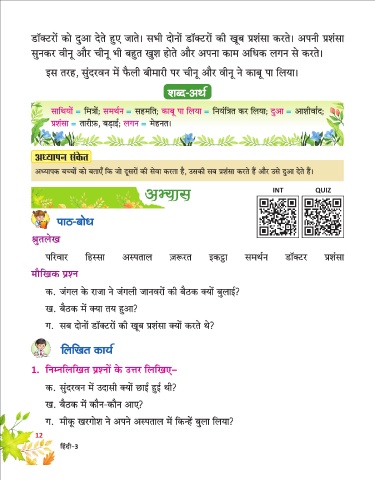 डॉक्टरों को दुआ देते हुए जाते। सभी दोनों डॉक्टरों की खूब प्रशंसा करते। अपनी प्रशंसा
सुनकर वीनू और चीनू भी बहुत खुश होते और अपना काम अधिक लगन से करते।
इस तरह, सुंदरवन में फैली बीमारी पर चीनू और वीनू ने काबू पा लिया।
शब्द-अर्थ
साथियों = मित्रों; समर्थन = सहमति; काबू पा लिया = नियंत्रित कर लिया; दुआ = आशीर्वाद;
प्रशंसा = तारीफ़, बड़ाई; लगन = मेहनत।
अध्यापन संकेत
अध्यापक बच्चों को बताएँ कि जो दूसरों की सेवा करता है, उसकी सब प्रशंसा करते हैं और उसे दुआ देते हैं।
अभ्यास
INT QUIZ
पाठ-बोध
श्रुतलेख
परिवार हिस्सा अस्पताल ज़रूरत इकट्ठा समर्थन डॉक्टर प्रशंसा
मौखिक प्रश्न
क. जंगल के राजा ने जंगली जानवरों की बैठक क्यों बुलाई?
ख. बैठक में क्या तय हुआ?
ग. सब दोनों डॉक्टरों की खूब प्रशंसा क्यों करते थे?
लिखित कार्य
1. निम्नलिखित प्रश्नों के उत्तर लिखिए–
क. सुंदरवन में उदासी क्यों छाई हुई थी?
ख. बैठक में कौन-कौन आए?
ग. मीकू खरगोश ने अपने अस्पताल में किन्हें बुला लिया?
12
हिंदी-3